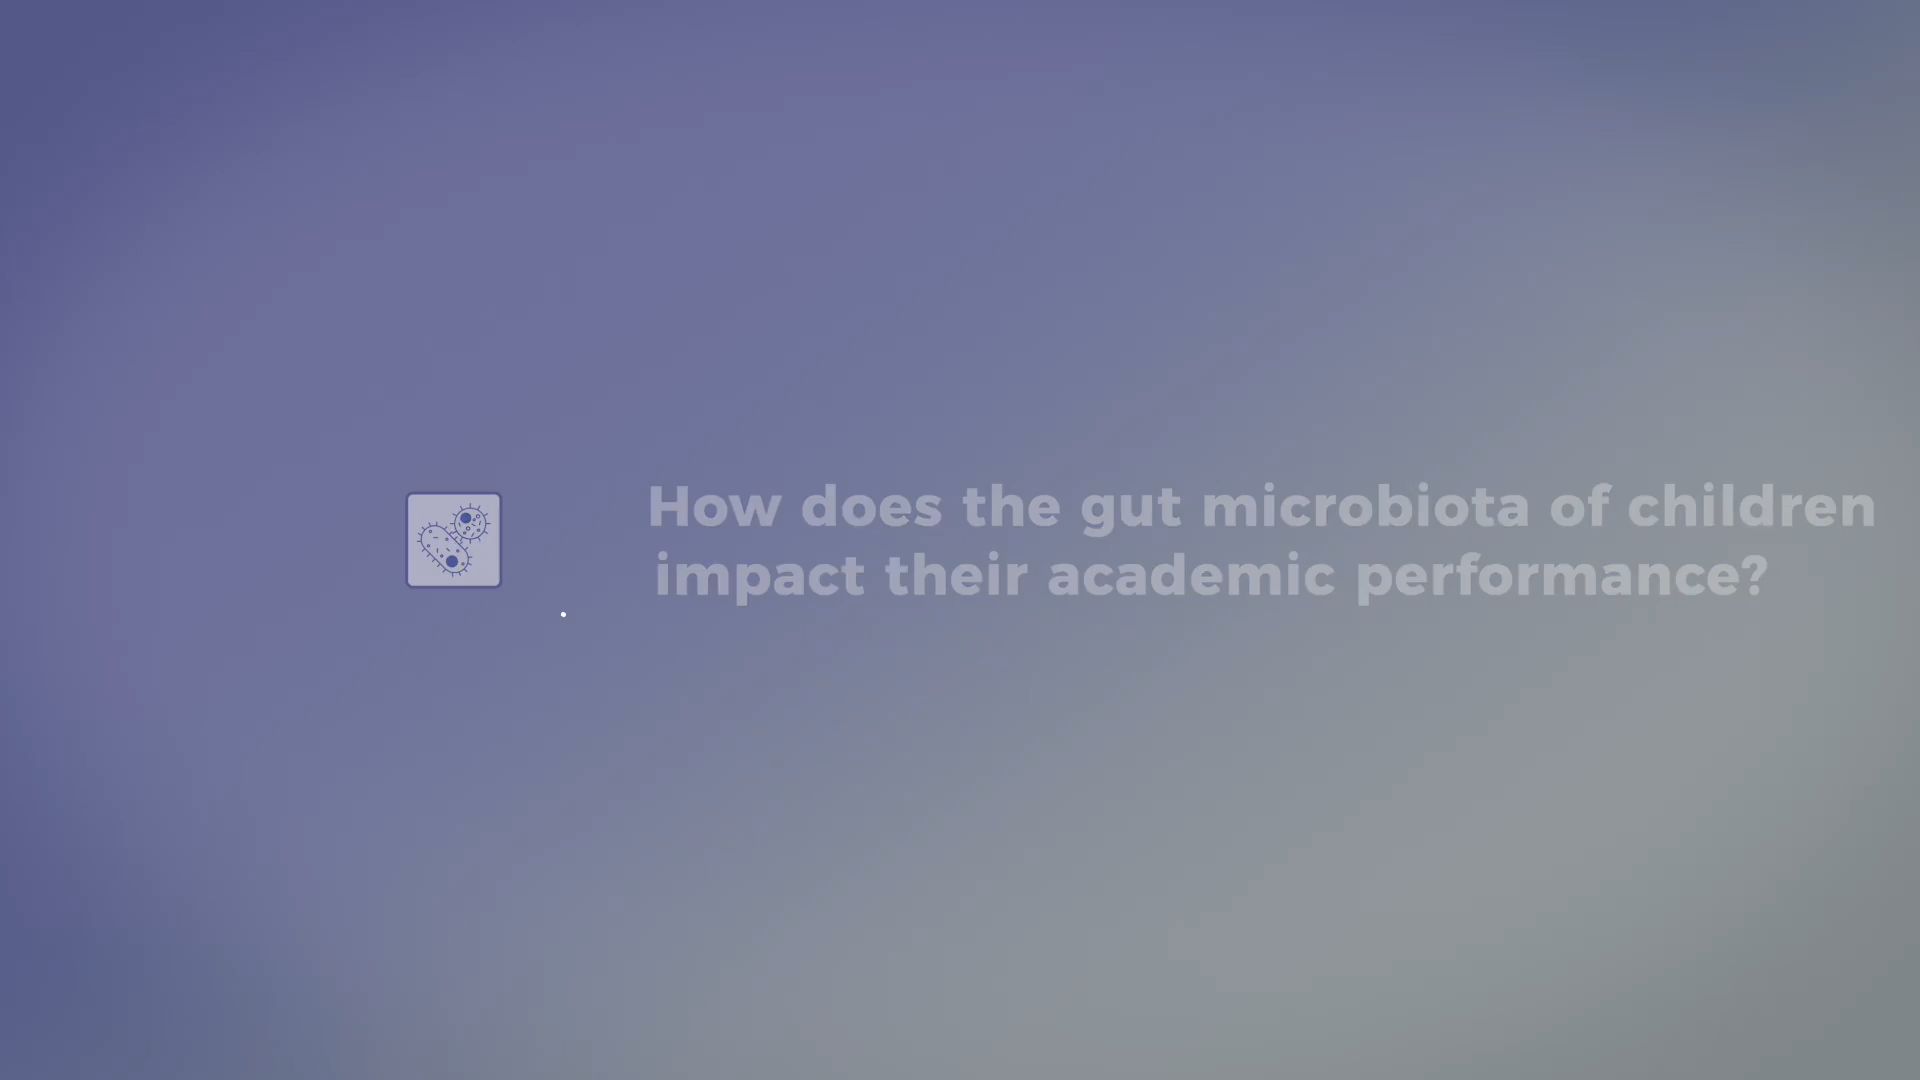 How does the gut microbiota of children
impact their academic performance?